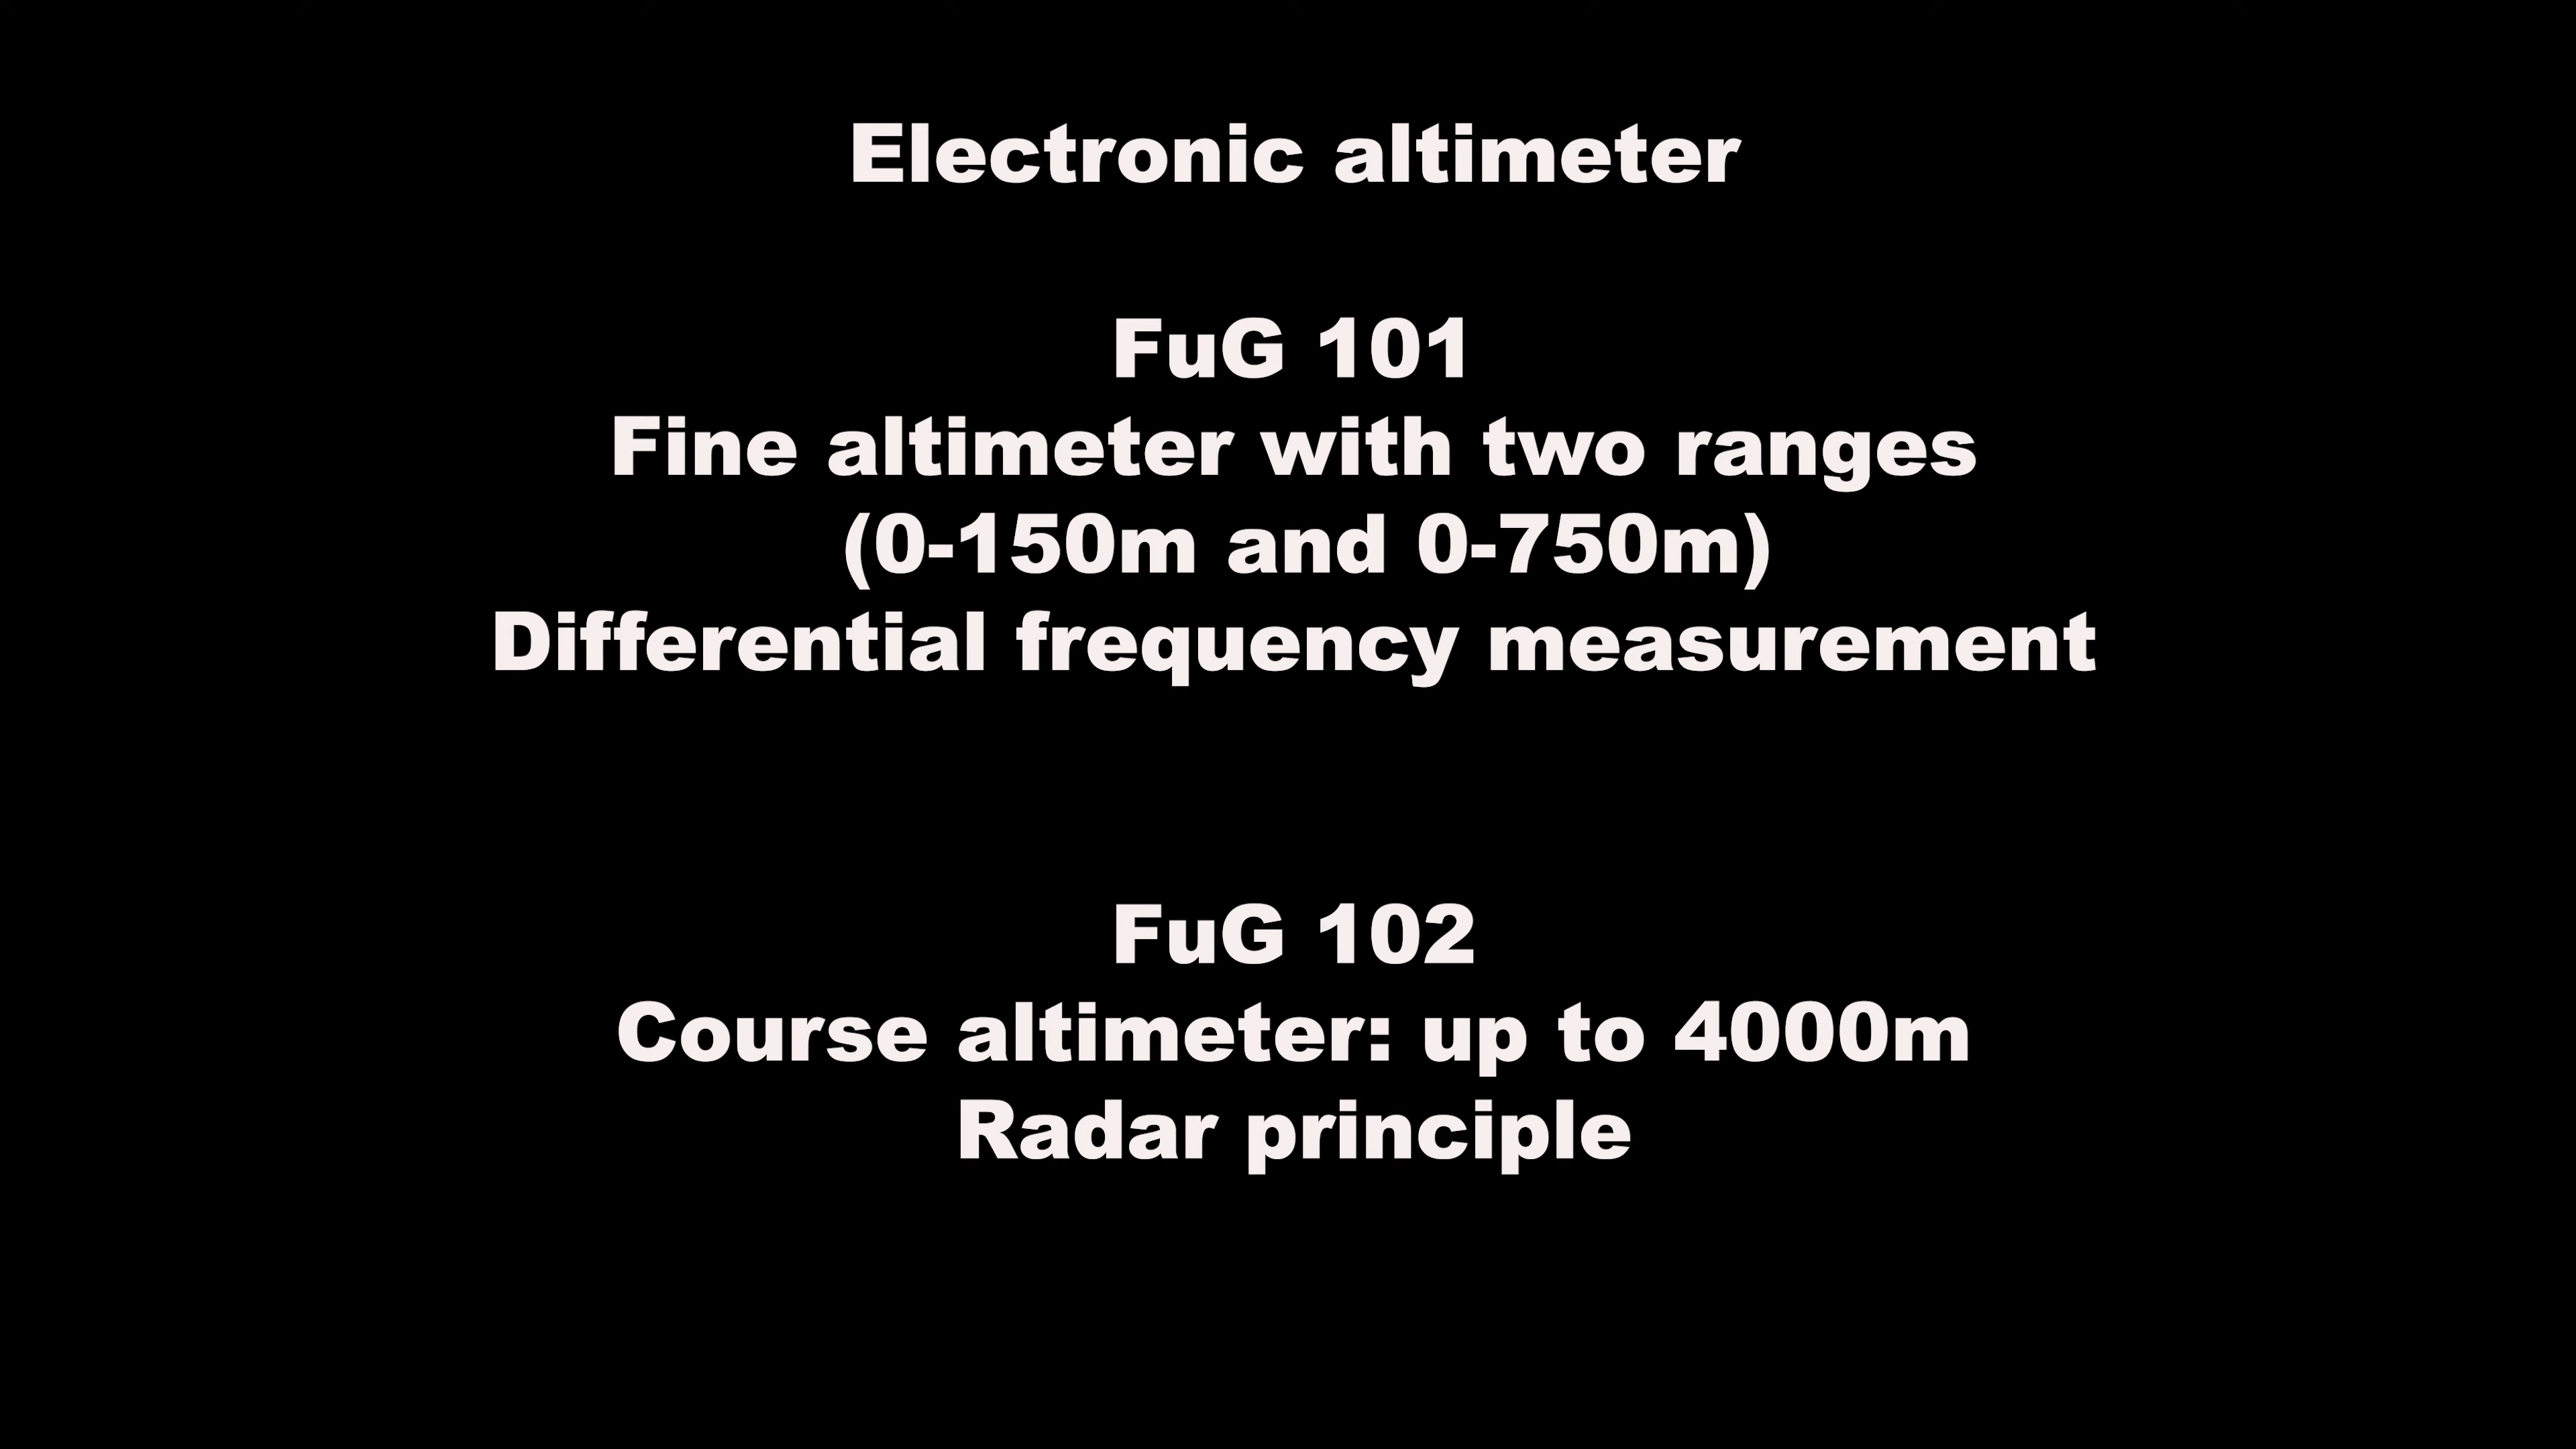 Electronic altimeter
FuG 101
Fine altimeter with two ranges
(0-150m and 0-750m)
Differential frequency measurement
FuG 102
Course altimeter: up to 4000m
Radar principle